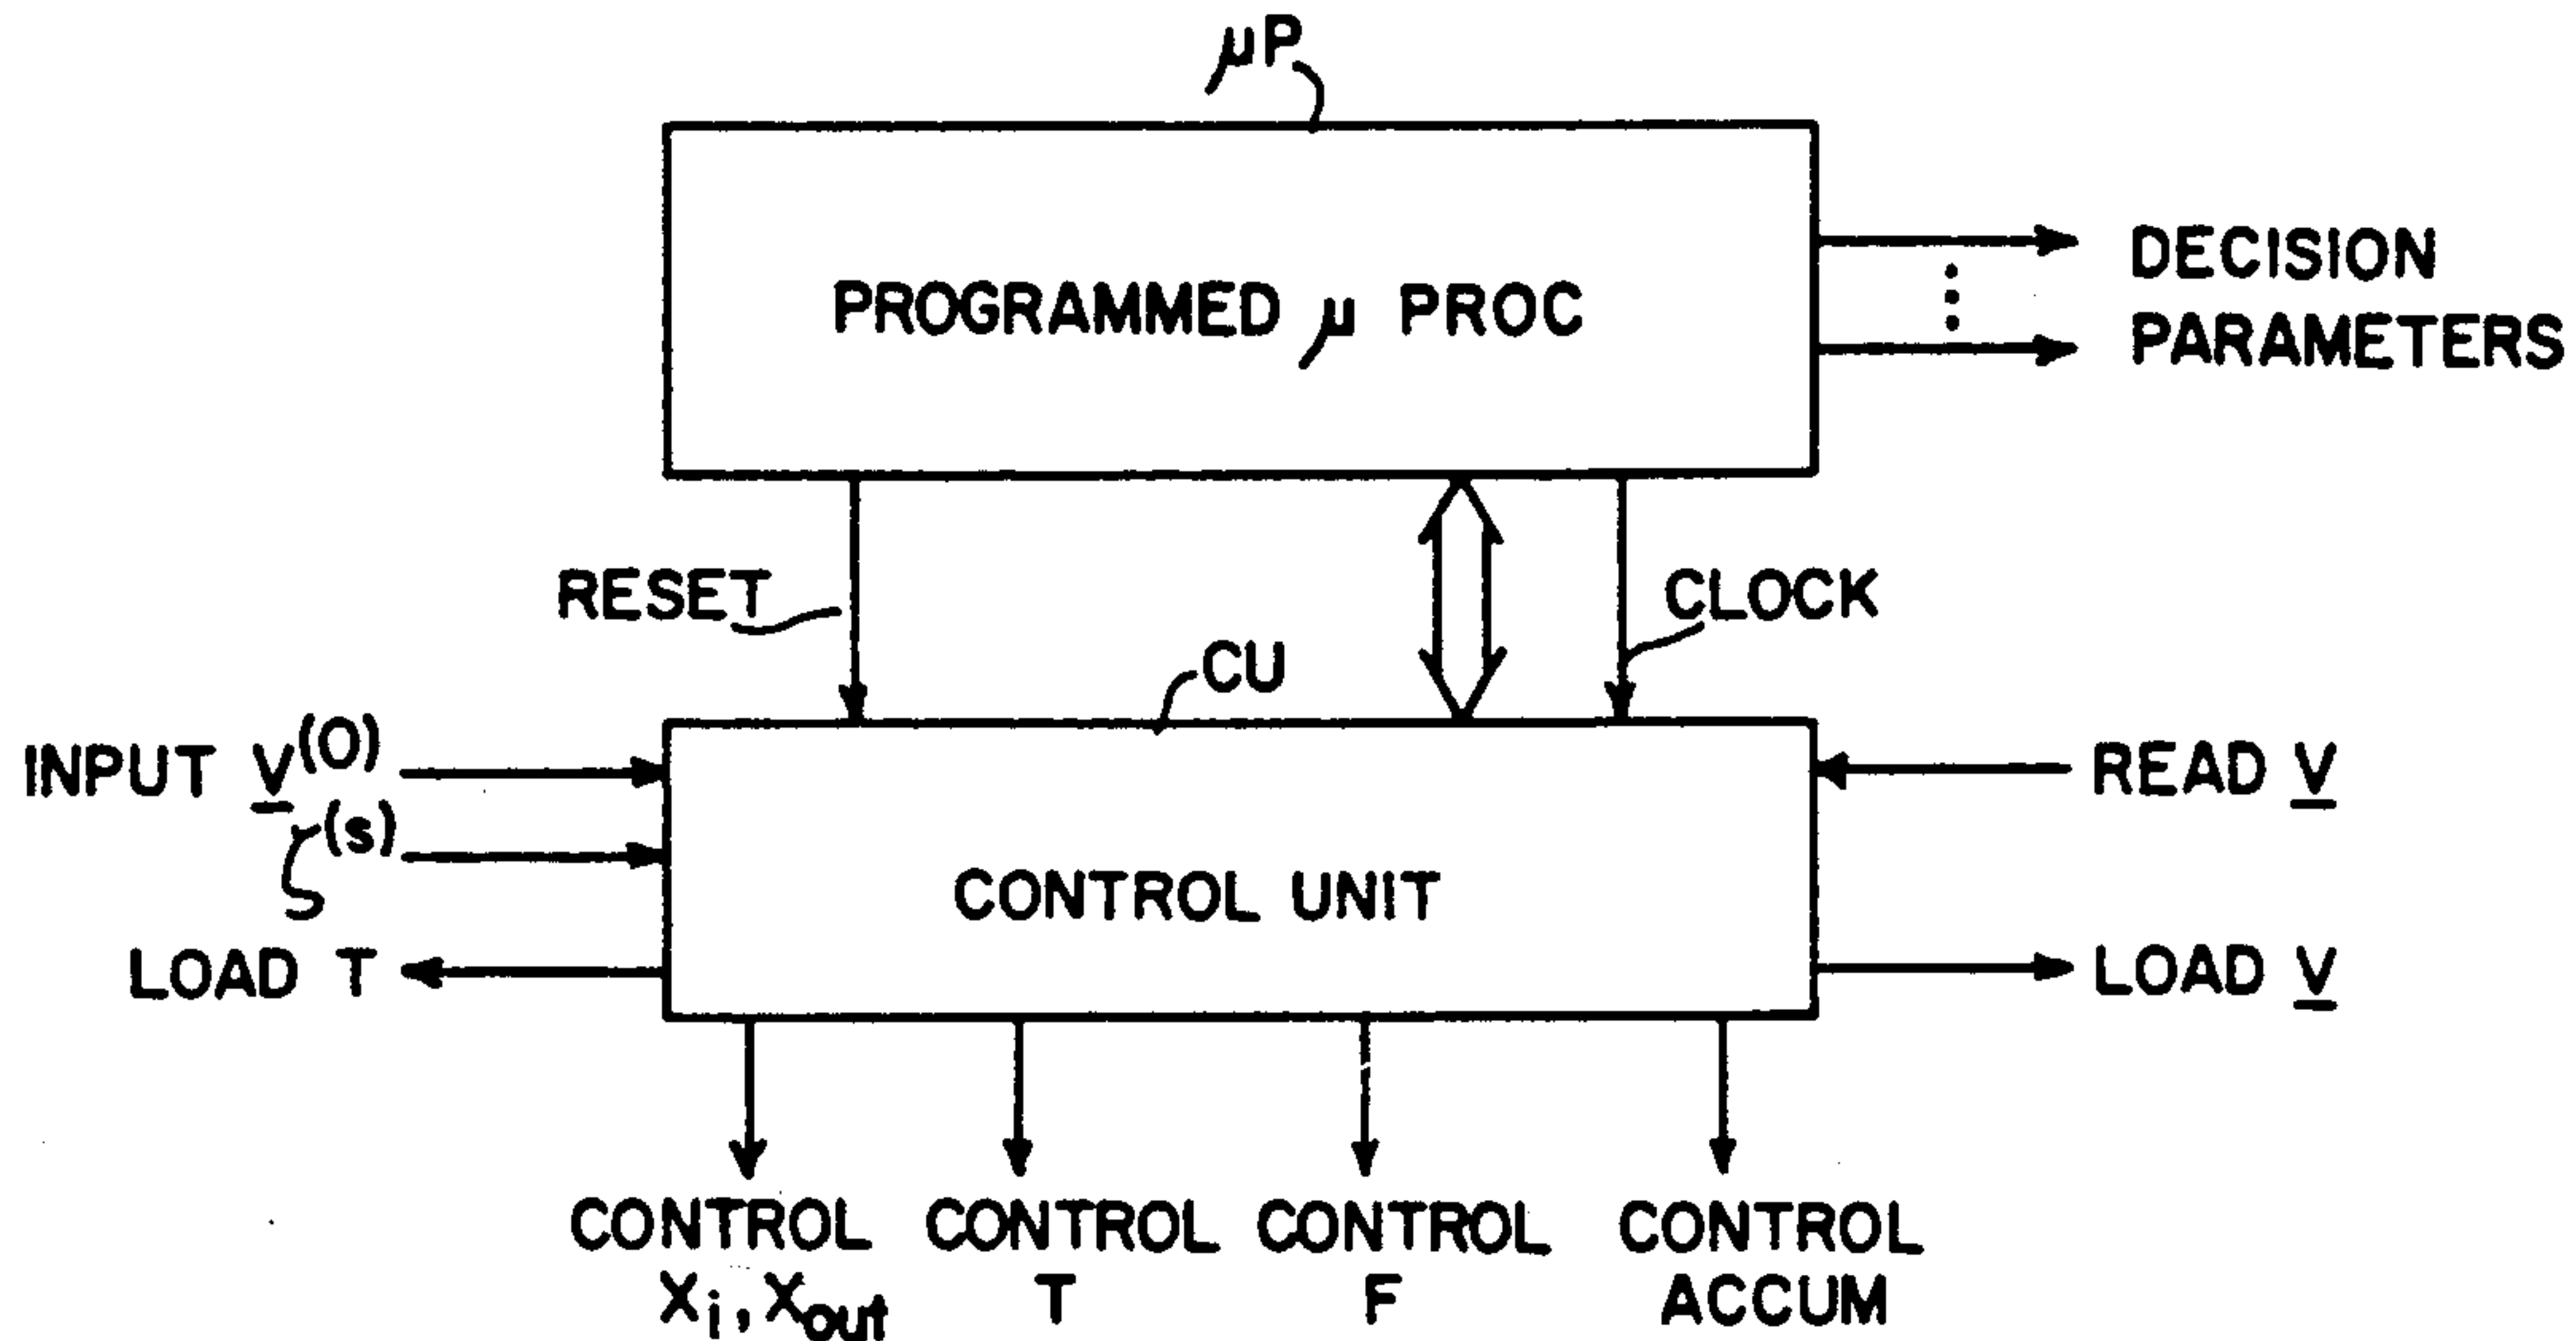 μP
PROGRAMMED μ PROC
DECISION
PARAMETERS
RESET
CLOCK
CU
INPUT V^(0)
(s)
LOAD T
CONTROL UNIT
READ V
LOAD V
CONTROL
Xi, Xout
CONTROL
T
CONTROL
F
CONTROL
ACCUM